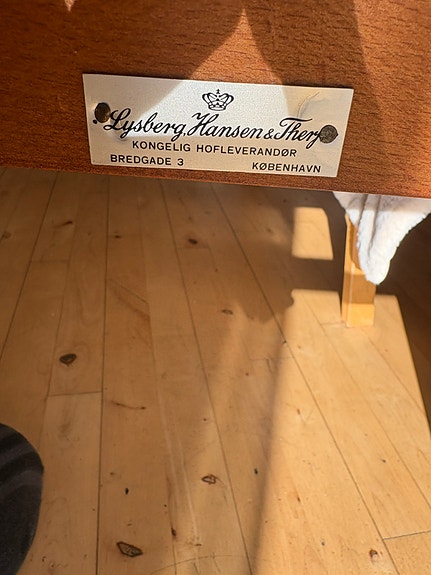 Lysberg, Hansen & Therp
KONGELIG HOFLEVERANDØR
BREDGADE 3 KØBENHAVN